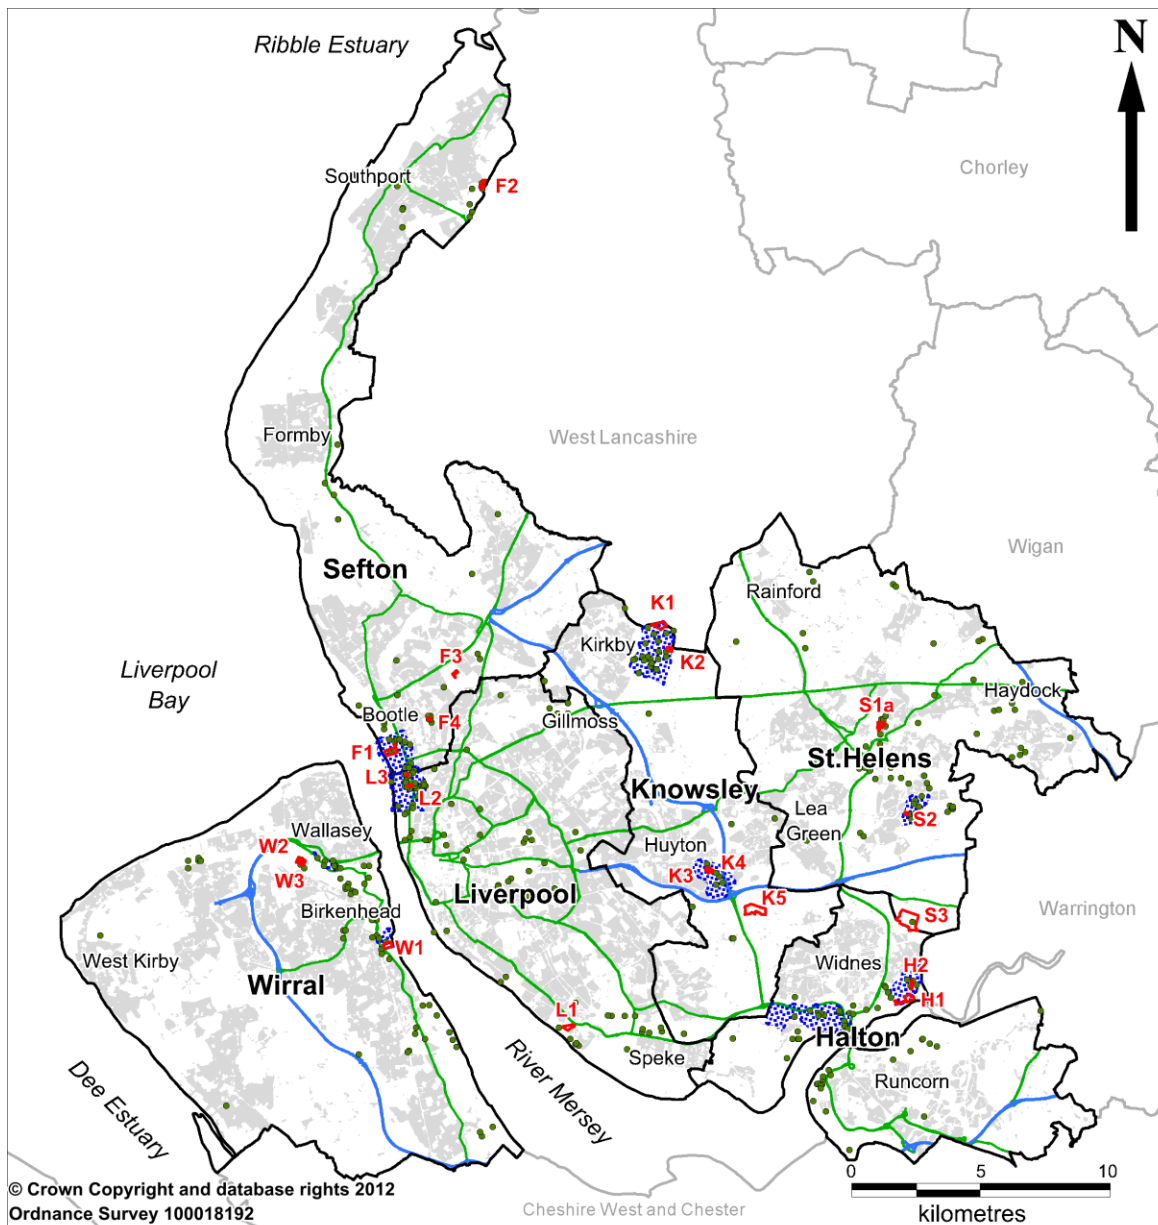 Ribble Estuary
N
Chorley
Southport
F2
Formby
West Lancashire
Wigan
Sefton
Rainford
K1
Kirkby
K2
Liverpool
Bay
F3
Haydock
S1a
Bootle
F4
Gillmoss
F1
St.Helens
L3
Knowsley
L2
Lea
Green
S2
Wallasey
W2
Huyton
K4
W3
K3
Liverpool
K5
Birkenhead
S3
Warrington
W1
West Kirby
Widnes
H2
Wirral
H1
L1
Halton
Speke
River Mersey
Dee Estuary
Runcorn
0 5 10
kilometres
© Crown Copyright and database rights 2012
Ordnance Survey 100018192
Cheshire West and Chester